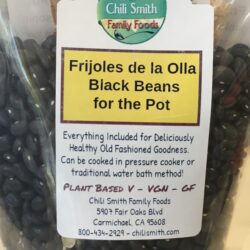 Chili Smith
Family Foods
Frijoles de la Olla
Black Beans
for the Pot
Everything Included for Deliciously
Healthy Old Fashioned Goodness.
Can be cooked in pressure cooker or
traditional water bath method!
PLANT BASED V - VGN - GF
Chili Smith Family Foods
5907 Fair Oaks Blvd
Carmichael, CA 95608
800-434-2929 - chilismith.com